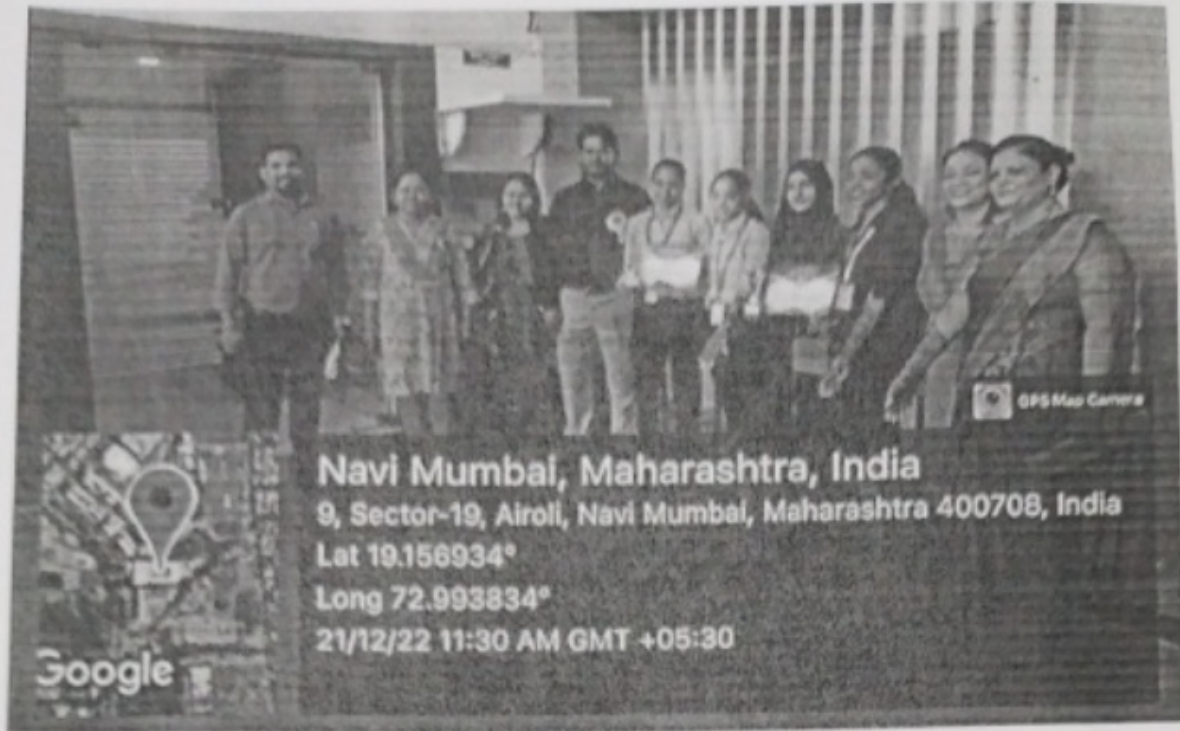 GPS Map Camera
Navi Mumbai, Maharashtra, India
9, Sector-19, Airoli, Navi Mumbai, Maharashtra 400708, India
Lat 19.156934°
Long 72.993834°
21/12/22 11:30 AM GMT +05:30
Google